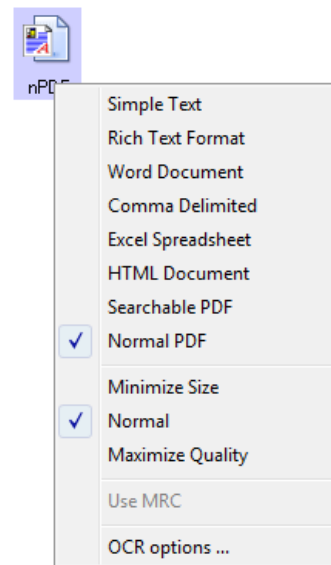 nPDF
Simple Text
Rich Text Format
Word Document
Comma Delimited
Excel Spreadsheet
HTML Document
Searchable PDF
Normal PDF
Minimize Size
Normal
Maximize Quality
Use MRC
OCR options ...